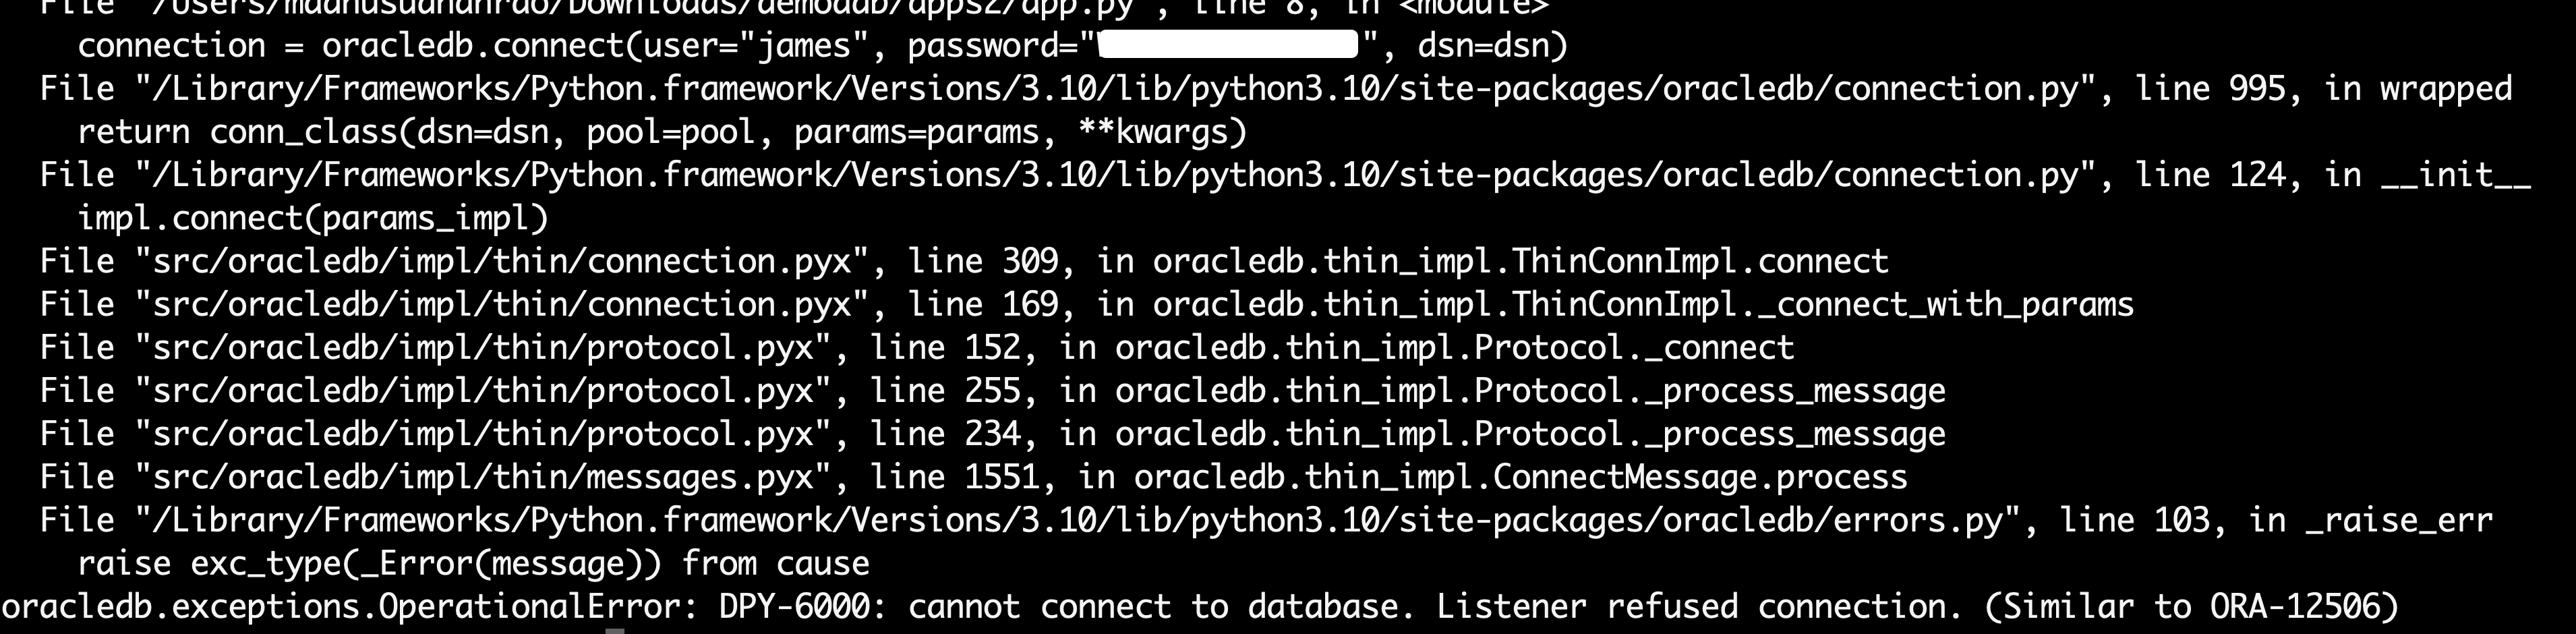 File "/Users/madhusudhanrao/Downloads/demoadb/apps2/app.py", line 8, in <module>
connection = oracledb.connect(user="james", password="", dsn=dsn)
File "/Library/Frameworks/Python.framework/Versions/3.10/lib/python3.10/site-packages/oracledb/connection.py", line 995, in wrapped
return conn_class(dsn=dsn, pool=pool, params=params, **kwargs)
File "/Library/Frameworks/Python.framework/Versions/3.10/lib/python3.10/site-packages/oracledb/connection.py", line 124, in __init__
impl.connect(params_impl)
File "src/oracledb/impl/thin/connection.pyx", line 309, in oracledb.thin_impl.ThinConnImpl.connect
File "src/oracledb/impl/thin/connection.pyx", line 169, in oracledb.thin_impl.ThinConnImpl._connect_with_params
File "src/oracledb/impl/thin/protocol.pyx", line 152, in oracledb.thin_impl.Protocol._connect
File "src/oracledb/impl/thin/protocol.pyx", line 255, in oracledb.thin_impl.Protocol._process_message
File "src/oracledb/impl/thin/protocol.pyx", line 234, in oracledb.thin_impl.Protocol._process_message
File "src/oracledb/impl/thin/messages.pyx", line 1551, in oracledb.thin_impl.ConnectMessage.process
File "/Library/Frameworks/Python.framework/Versions/3.10/lib/python3.10/site-packages/oracledb/errors.py", line 103, in _raise_err
raise exc_type(_Error(message)) from cause
oracledb.exceptions.OperationalError: DPY-6000: cannot connect to database. Listener refused connection. (Similar to ORA-12506)